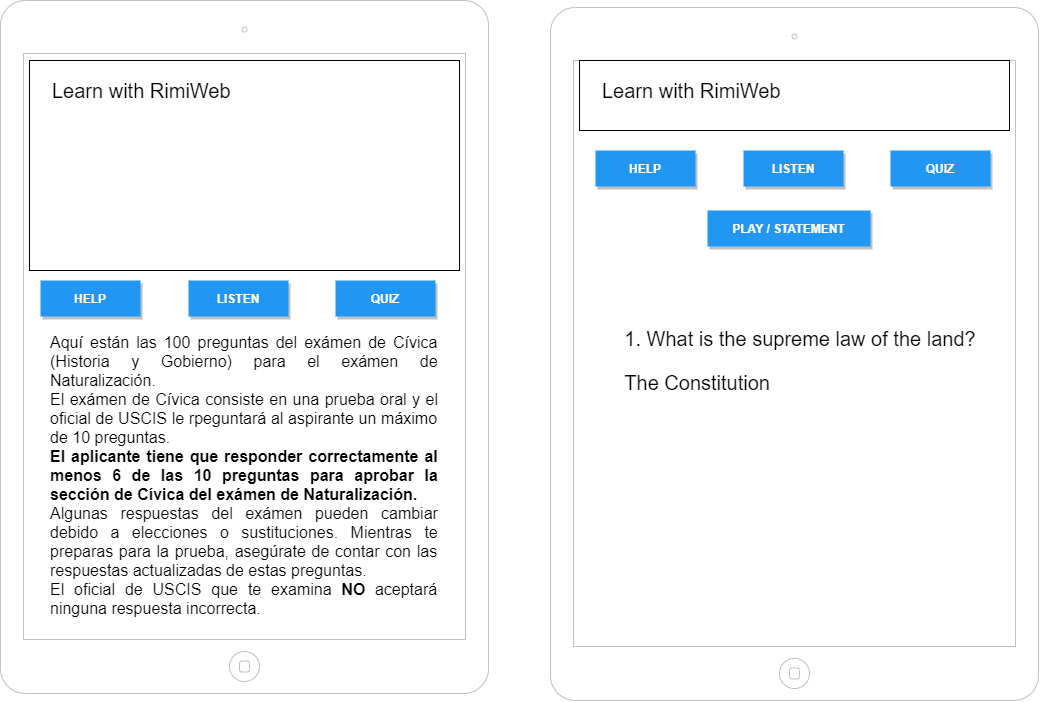 Learn with RimiWeb
HELP
LISTEN
QUIZ
Aquí están las 100 preguntas del exámen de Cívica
(Historia y Gobierno) para el exámen de
Naturalización.
El exámen de Cívica consiste en una prueba oral y el
oficial de USCIS le rpeguntará al aspirante un máximo
de 10 preguntas.
El aplicante tiene que responder correctamente al
menos 6 de las 10 preguntas para aprobar la
sección de Cívica del exámen de Naturalización.
Algunas respuestas del exámen pueden cambiar
debido a elecciones o sustituciones. Mientras te
preparas para la prueba, asegúrate de contar con las
respuestas actualizadas de estas preguntas.
El oficial de USCIS que te examina NO aceptará
ninguna respuesta incorrecta.
Learn with RimiWeb
HELP
LISTEN
QUIZ
PLAY / STATEMENT
1. What is the supreme law of the land?
The Constitution